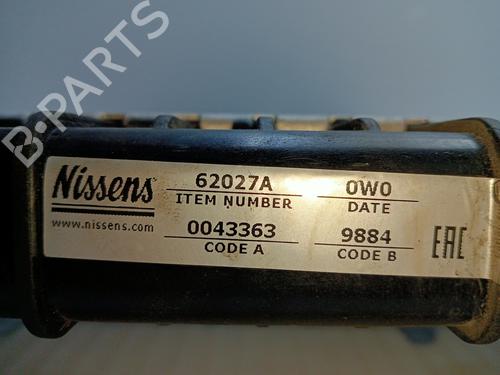 B-PARTS
Nissens
62027A
ITEM NUMBER
0W0
DATE
www.nissens.com
0043363
CODE A
9884
CODE B
EAC